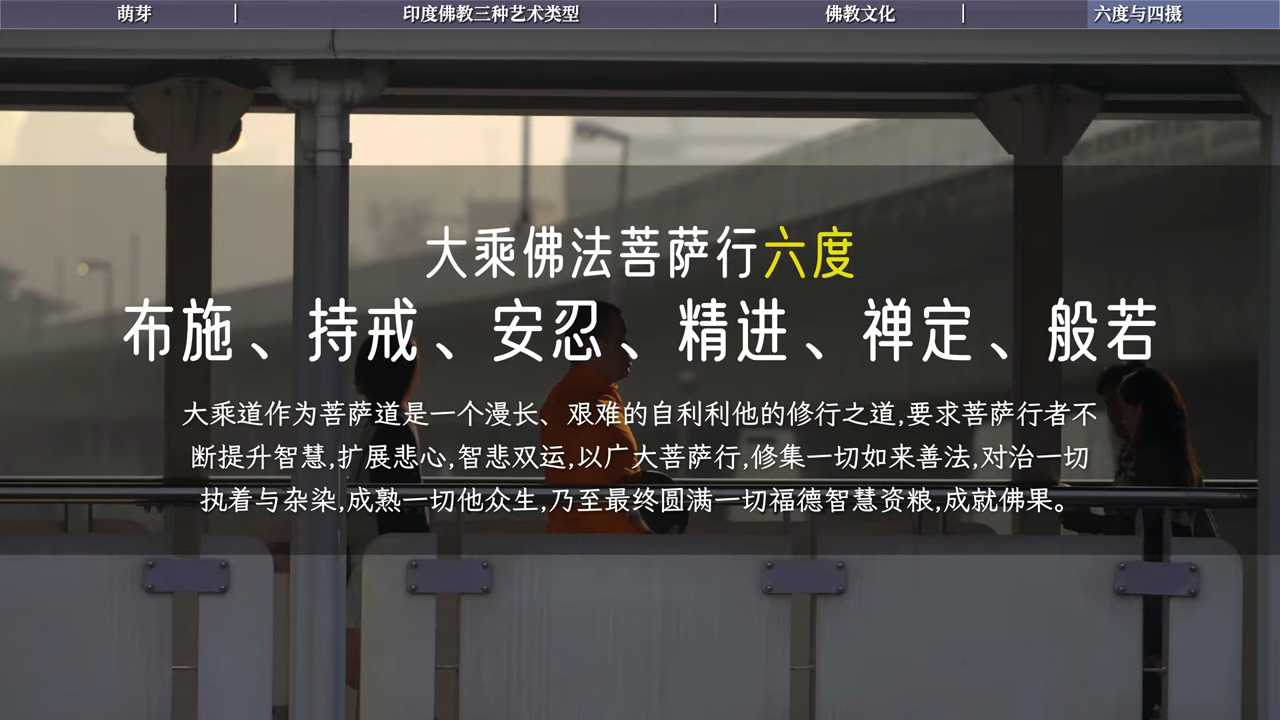 萌芽 | 印度佛教三种艺术类型 | 佛教文化 | 六度与四摄
大乘佛法菩萨行六度
布施、持戒、安忍、精进、禅定、般若
大乘道作为菩萨道是一个漫长、艰难的自利利他的修行之道,要求菩萨行者不
断提升智慧,扩展悲心,智悲双运,以广大菩萨行,修集一切如来善法,对治一切
执着与杂染,成熟一切他众生,乃至最终圆满一切福德智慧资粮,成就佛果。